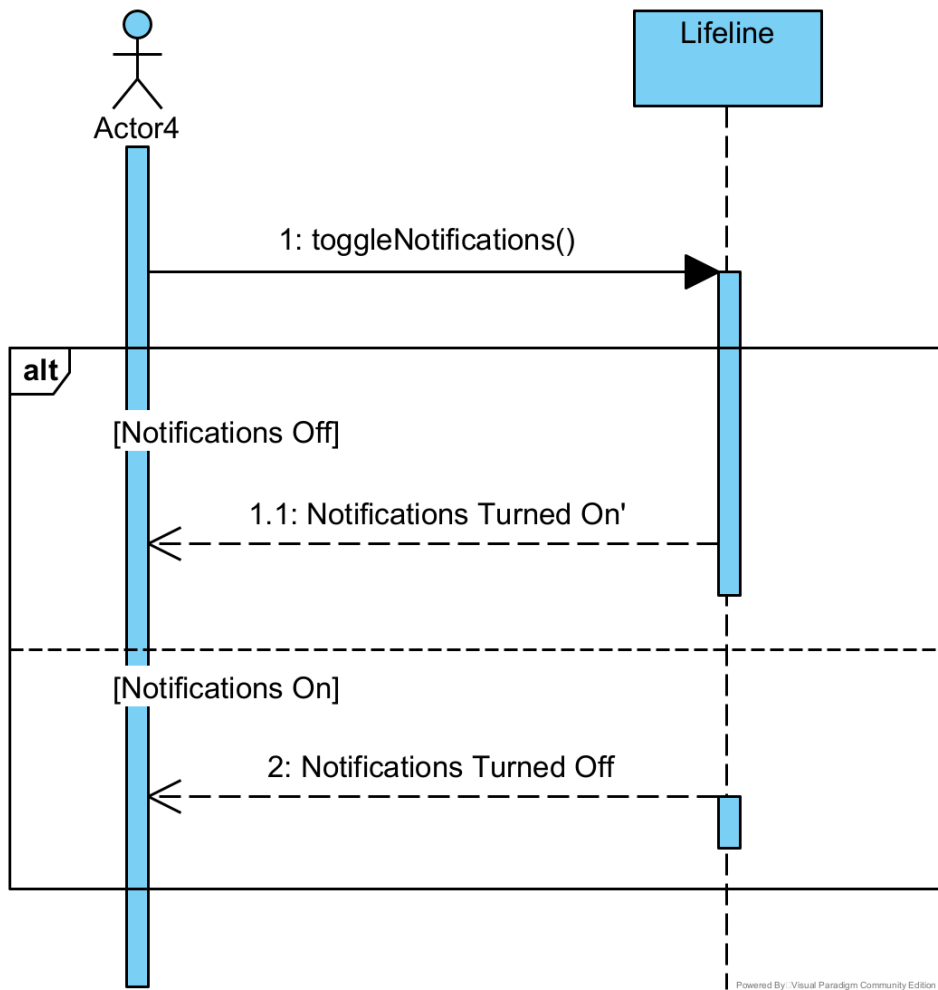 Lifeline
Actor4
1: toggleNotifications()
alt
[Notifications Off]
1.1: Notifications Turned On'
[Notifications On]
2: Notifications Turned Off
Powered By Visual Paradigm Community Edition